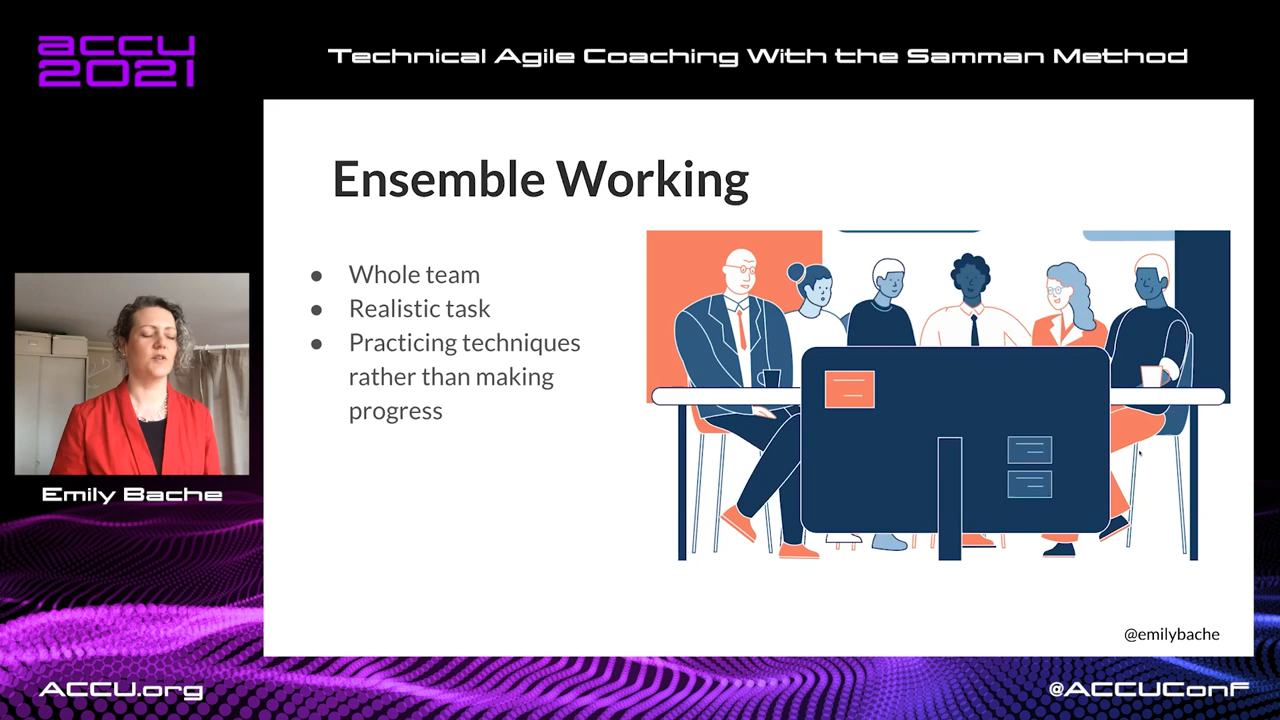 accu
2021
Technical Agile Coaching With the Samman Method
Ensemble Working
● Whole team
● Realistic task
● Practicing techniques
rather than making
progress
Emily Bache
@emilybache
ACCU.org
@ACCUConf